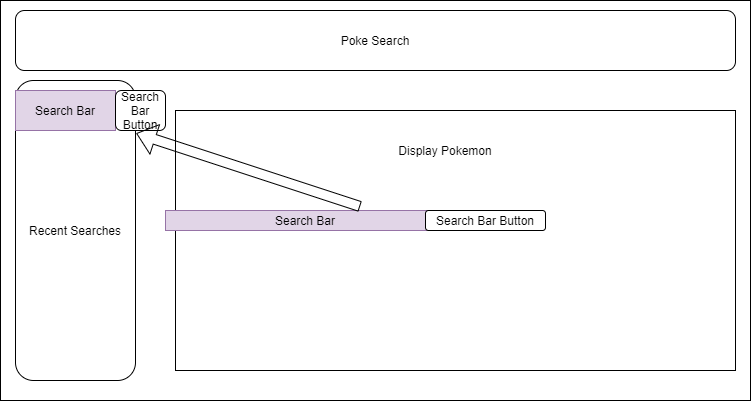 Poke Search
Search Bar
Search
Bar
Button
Display Pokemon
Search Bar
Search Bar Button
Recent Searches